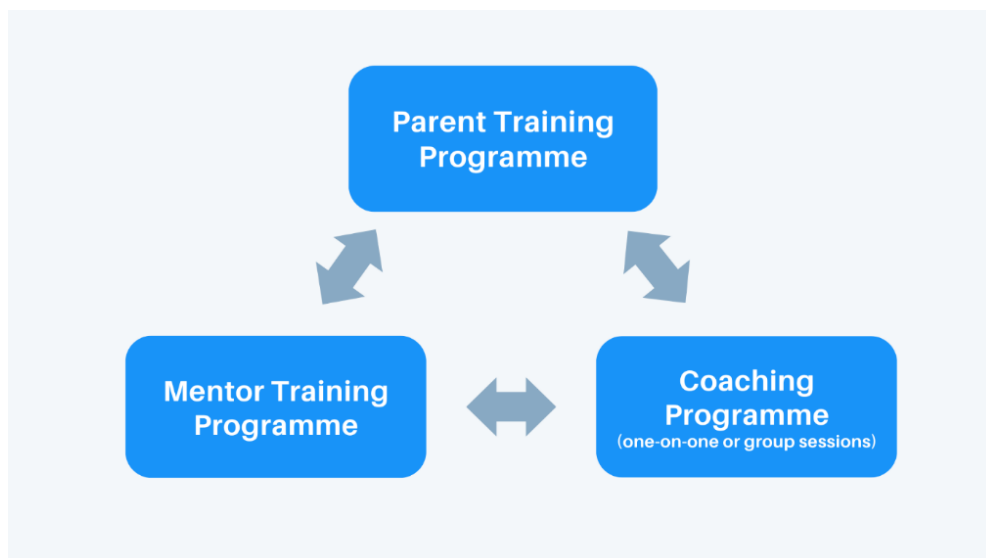 Parent Training
Programme
Mentor Training
Programme
Coaching
Programme
(one-on-one or group sessions)